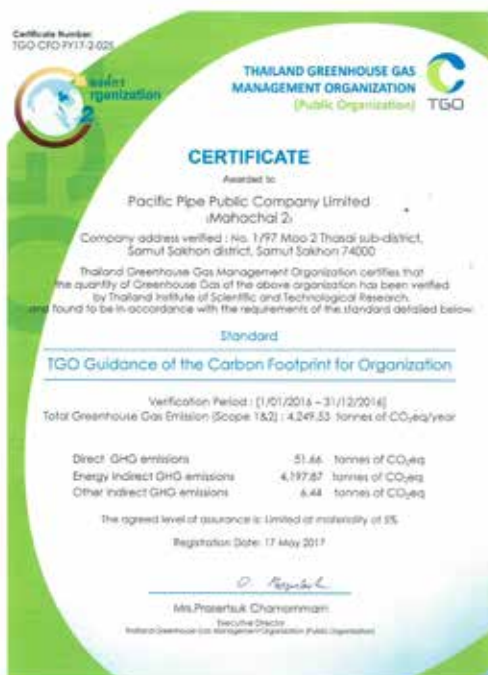 Certificate Number
TGO CFO FY17-2-025
rganization
2
THAILAND GREENHOUSE GAS
MANAGEMENT ORGANIZATION
(Public Organization)
TGO
CERTIFICATE
Awarded to
Pacific Pipe Public Company Limited
(Mahachai 2)
Company address verified : No. 1/97 Moo 2 Thasai sub-district,
Samut Sakhon district, Samut Sakhon 74000
Thailand Greenhouse Gas Management Organization certifies that
the quantity of Greenhouse Gas of the above organization has been verified
by Thailand Institute of Scientific and Technological Research.
and found to be in accordance with the requirements of the standard detailed below:
Standard
TGO Guidance of the Carbon Footprint for Organization
Verification Period : [1/01/2016 – 31/12/2016]
Total Greenhouse Gas Emission (Scope 1&2) : 4,249.53 tonnes of CO₂eq/year
Direct GHG emissions 51.66 tonnes of CO₂eq
Energy Indirect GHG emissions 4,197.87 tonnes of CO₂eq
Other Indirect GHG emissions 6.44 tonnes of CO₂eq
The agreed level of assurance is: Limited at materiality of 5%
Registration Date: 17 May 2017
Mrs.Prasertsuk Chamornmarn
Executive Director
Thailand Greenhouse Gas Management Organization (Public Organization)